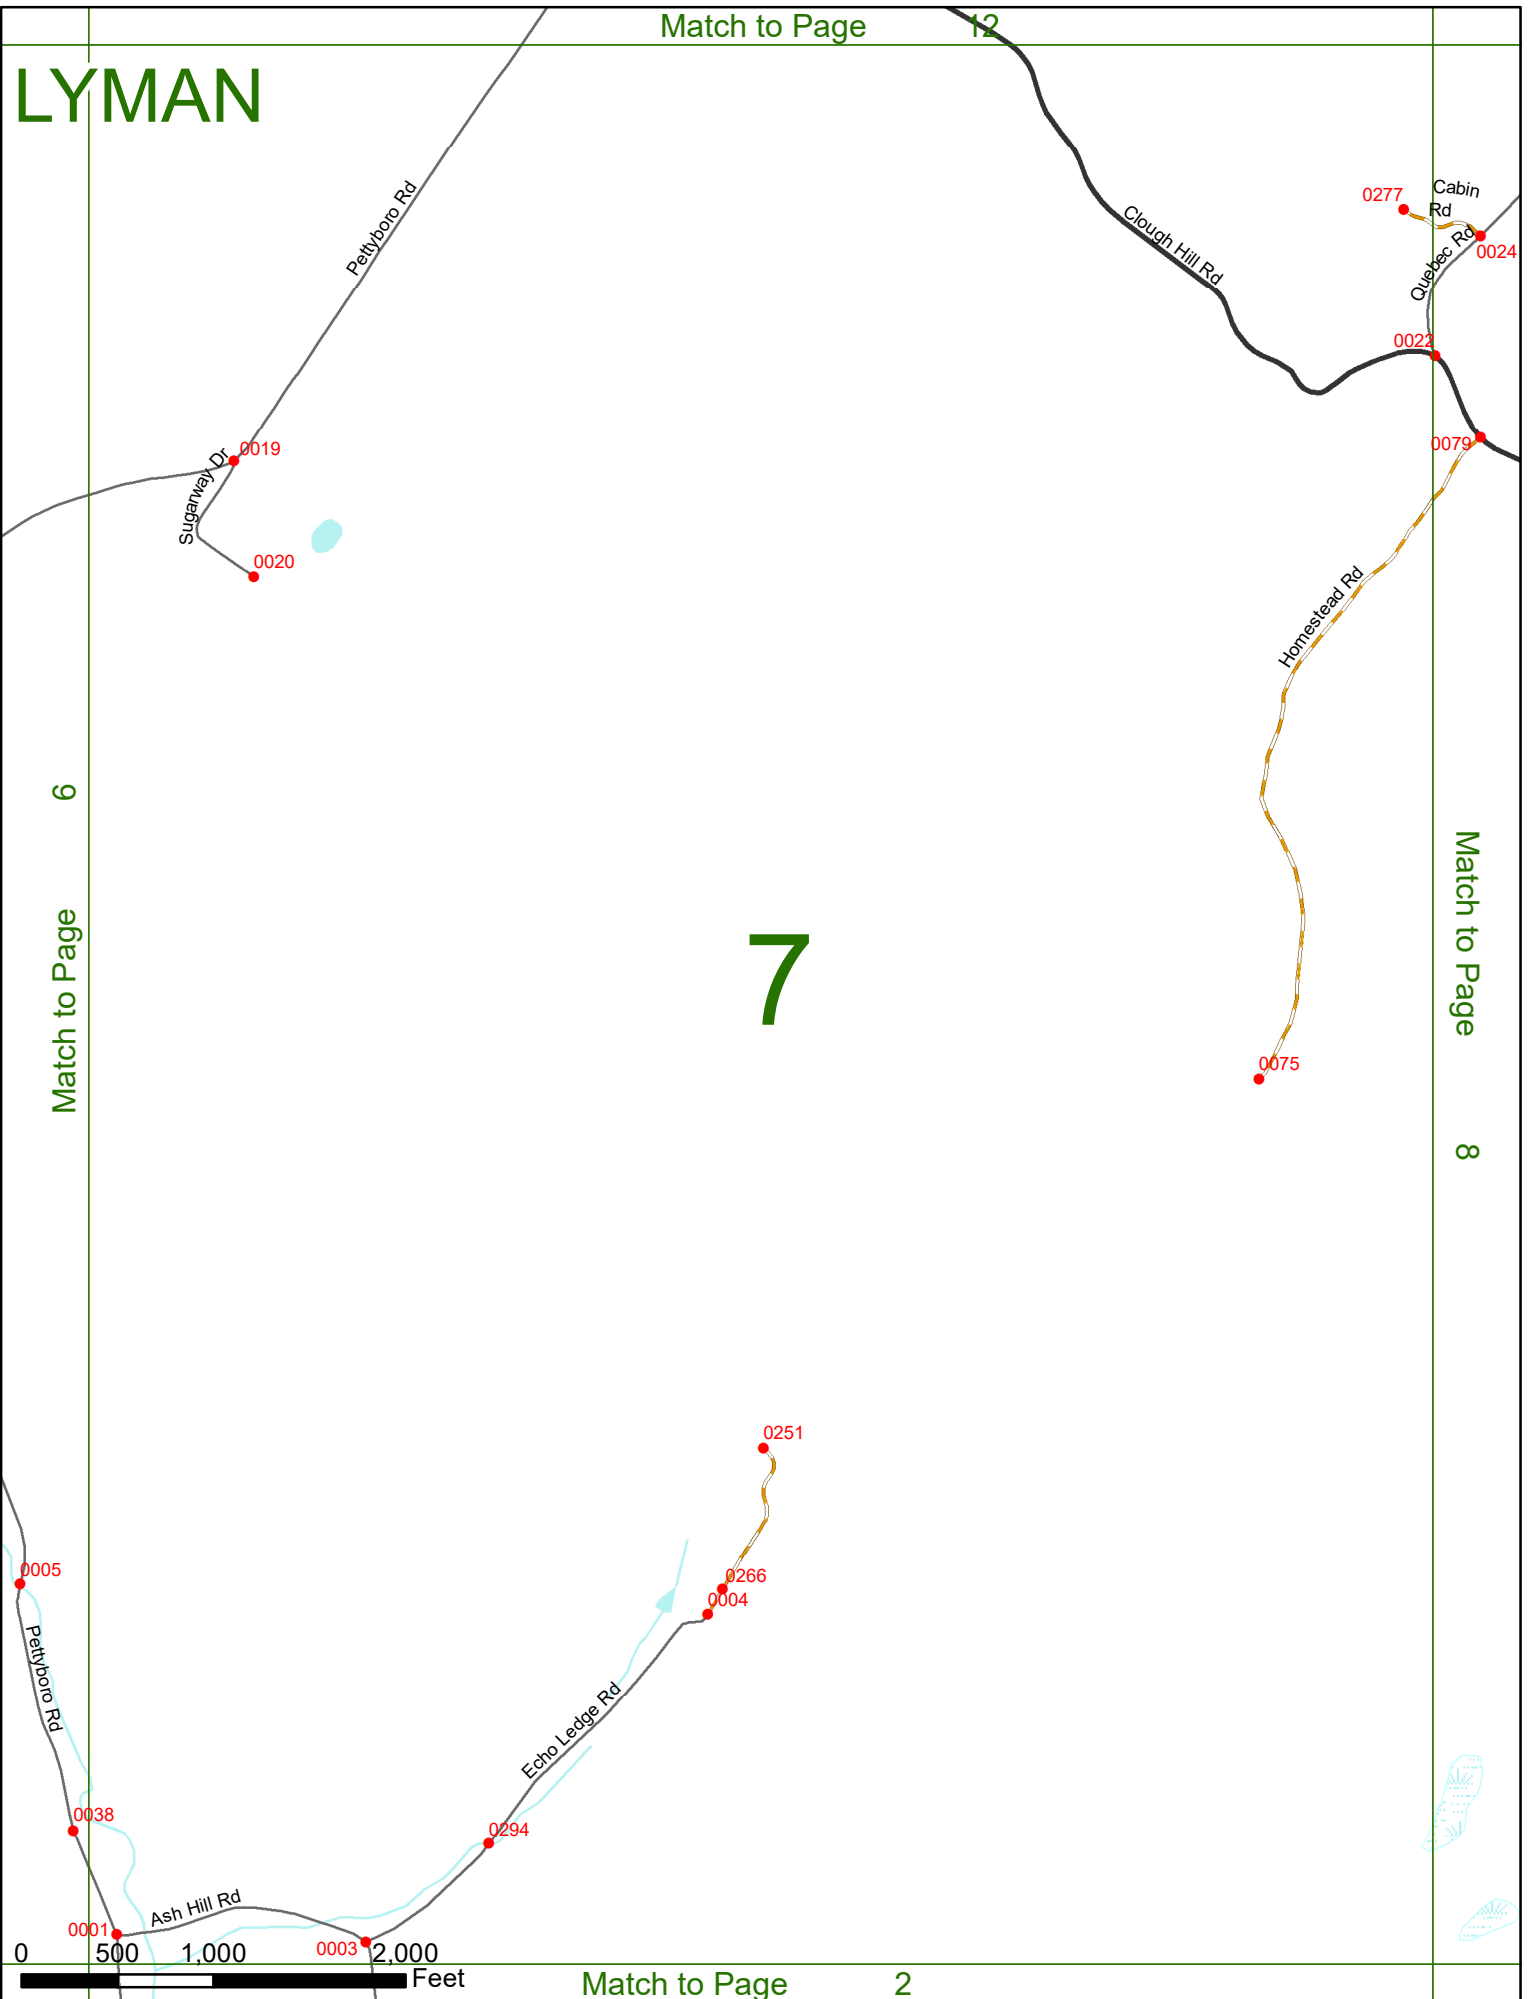 Match to Page 12
LYMAN
Pettyboro Rd
Clough Hill Rd
0277
Cabin
Rd
Quebec Rd
0024
0022
0079
0019
Sugarway Dr
0020
Homestead Rd
Match to Page 6
7
Match to Page 8
0075
0251
0266
0004
0005
Pettyboro Rd
Echo Ledge Rd
0038
0294
Ash Hill Rd
0001
0003
0 500 1,000 2,000
Feet
Match to Page 2